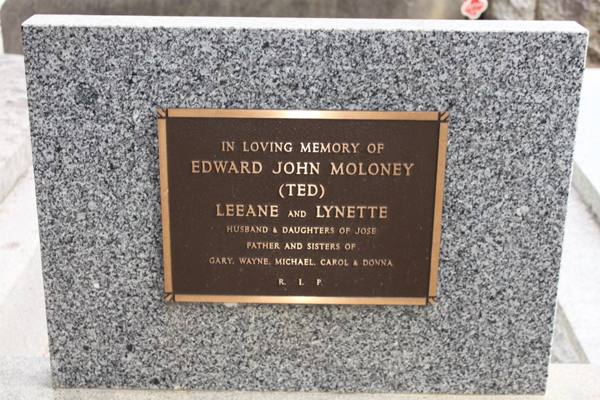 IN LOVING MEMORY OF
EDWARD JOHN MOLONEY
(TED)
LEEANE AND LYNETTE
HUSBAND & DAUGHTERS OF JOSE
FATHER AND SISTERS OF
GARY, WAYNE, MICHAEL, CAROL & DONNA
R. I. P.